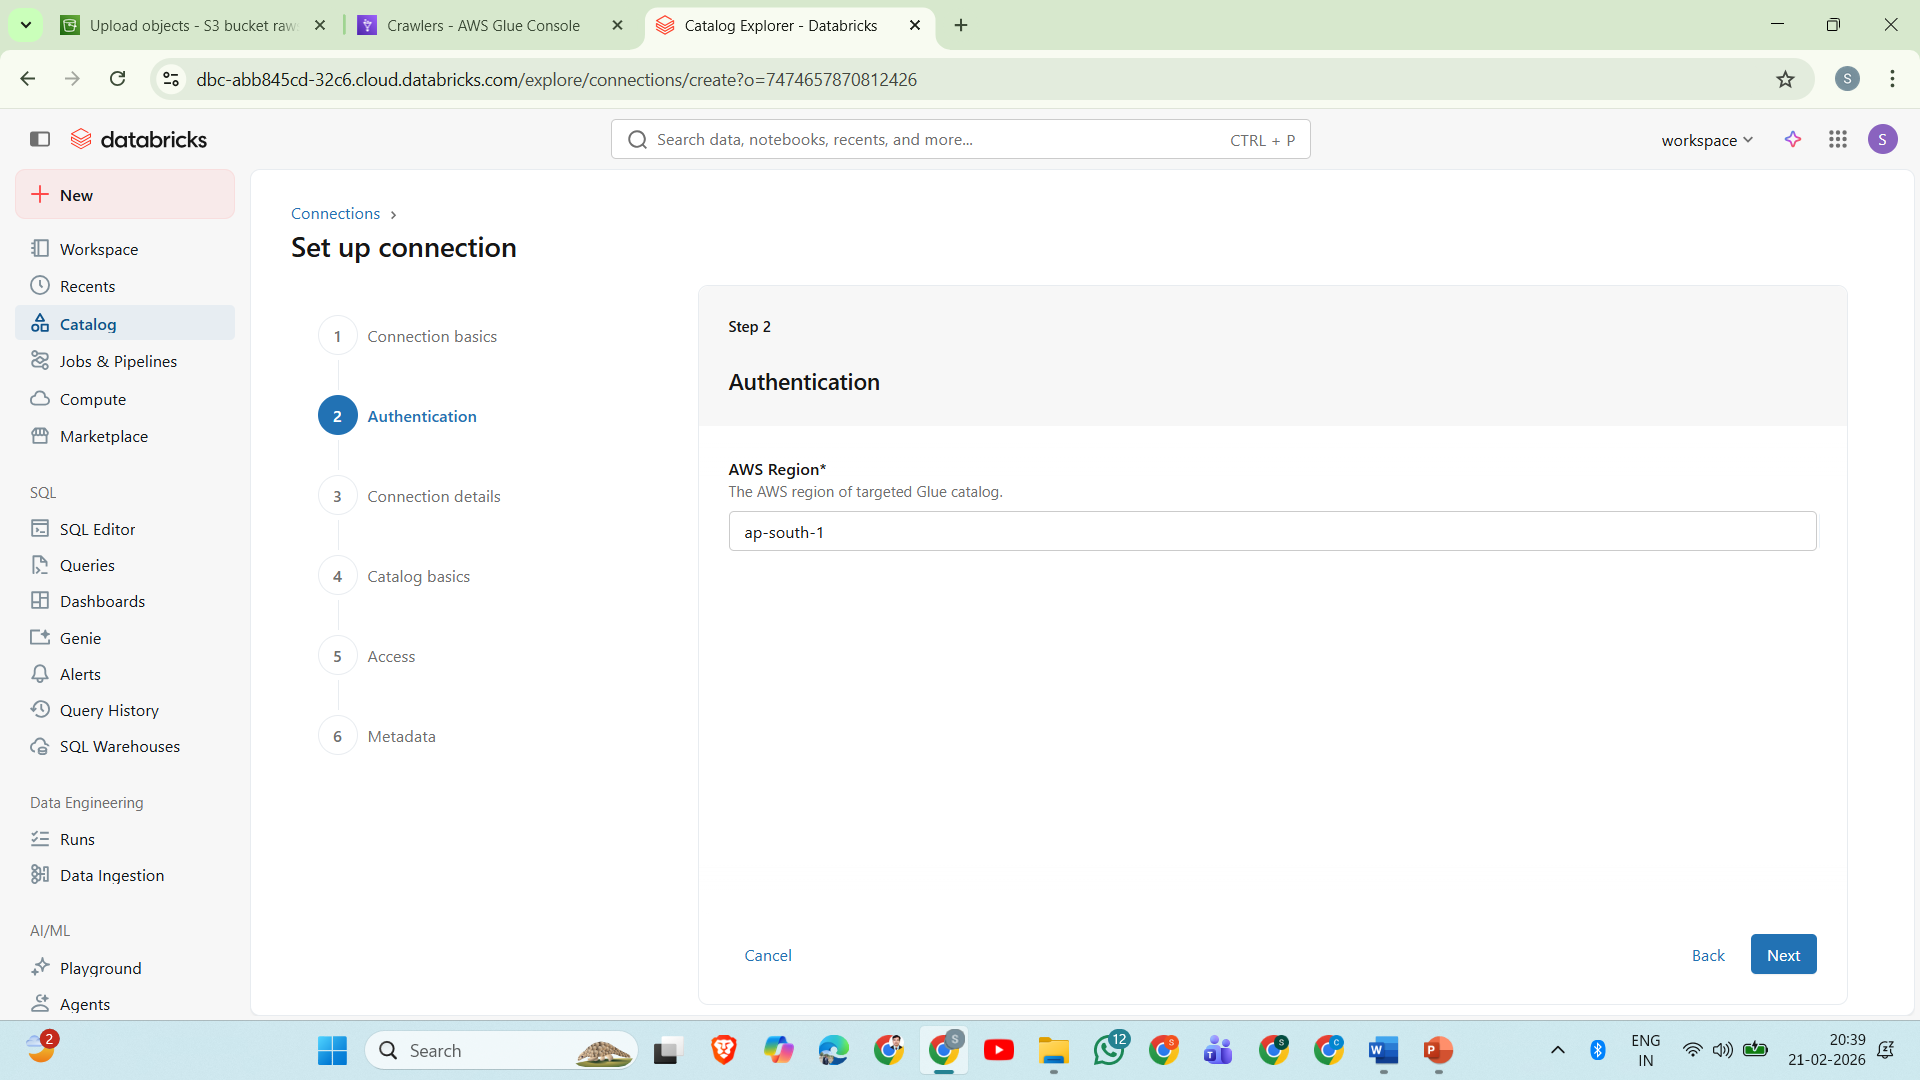 Upload objects - S3 bucket raw
Crawlers - AWS Glue Console
Catalog Explorer - Databricks
dbc-abb845cd-32c6.cloud.databricks.com/explore/connections/create?o=7474657870812426
S
databricks
Search data, notebooks, recents, and more...
CTRL + P
workspace
S
New
Workspace
Recents
Catalog
Jobs & Pipelines
Compute
Marketplace
SQL
SQL Editor
Queries
Dashboards
Genie
Alerts
Query History
SQL Warehouses
Data Engineering
Runs
Data Ingestion
AI/ML
Playground
Agents
Connections
Set up connection
1 Connection basics
2 Authentication
3 Connection details
4 Catalog basics
5 Access
6 Metadata
Step 2
Authentication
AWS Region*
The AWS region of targeted Glue catalog.
ap-south-1
Cancel
Back
Next
2
Search
S
12
S
T
S
C
W
P
ENG
IN
20:39
21-02-2026